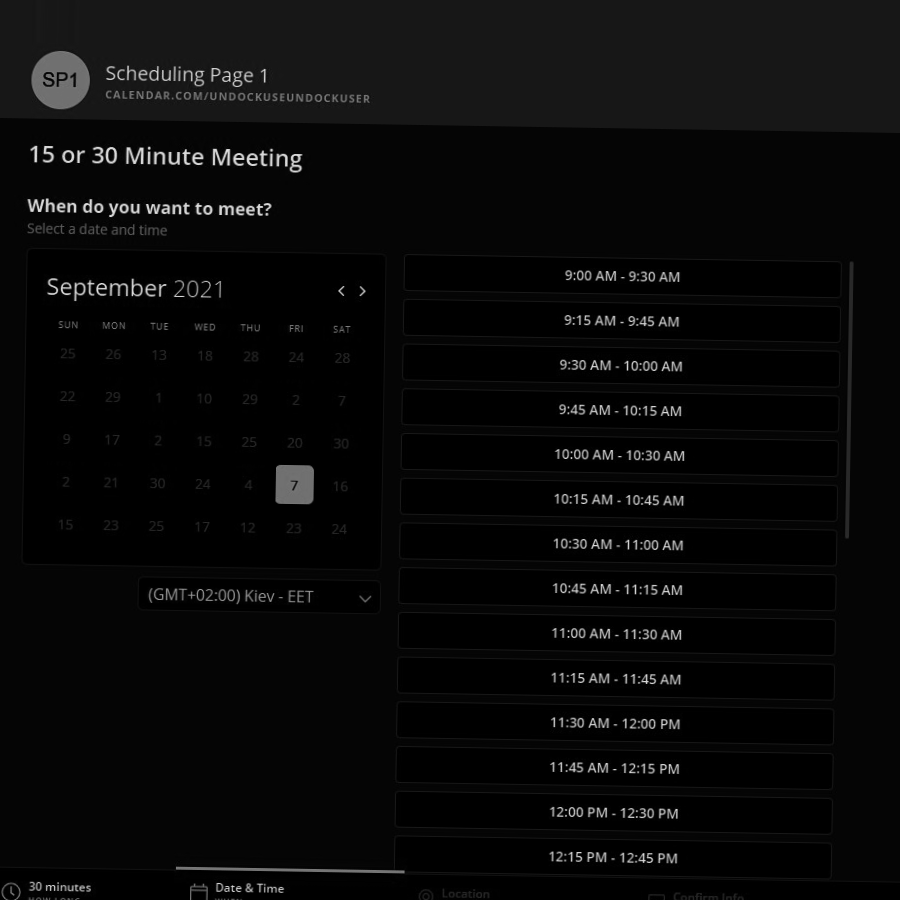 SP1
Scheduling Page 1
CALENDAR.COM/UNDOCKUSEUNDOCKUSER
15 or 30 Minute Meeting
When do you want to meet?
Select a date and time
September 2021
SUN MON TUE WED THU FRI SAT
25 26 13 18 28 24 28
22 29 1 10 29 2 7
9 17 2 15 25 20 30
2 21 30 24 4 7 16
15 23 25 17 12 23 24
(GMT+02:00) Kiev - EET
9:00 AM - 9:30 AM
9:15 AM - 9:45 AM
9:30 AM - 10:00 AM
9:45 AM - 10:15 AM
10:00 AM - 10:30 AM
10:15 AM - 10:45 AM
10:30 AM - 11:00 AM
10:45 AM - 11:15 AM
11:00 AM - 11:30 AM
11:15 AM - 11:45 AM
11:30 AM - 12:00 PM
11:45 AM - 12:15 PM
12:00 PM - 12:30 PM
12:15 PM - 12:45 PM
30 minutes
Date & Time
Location
Confirm Info